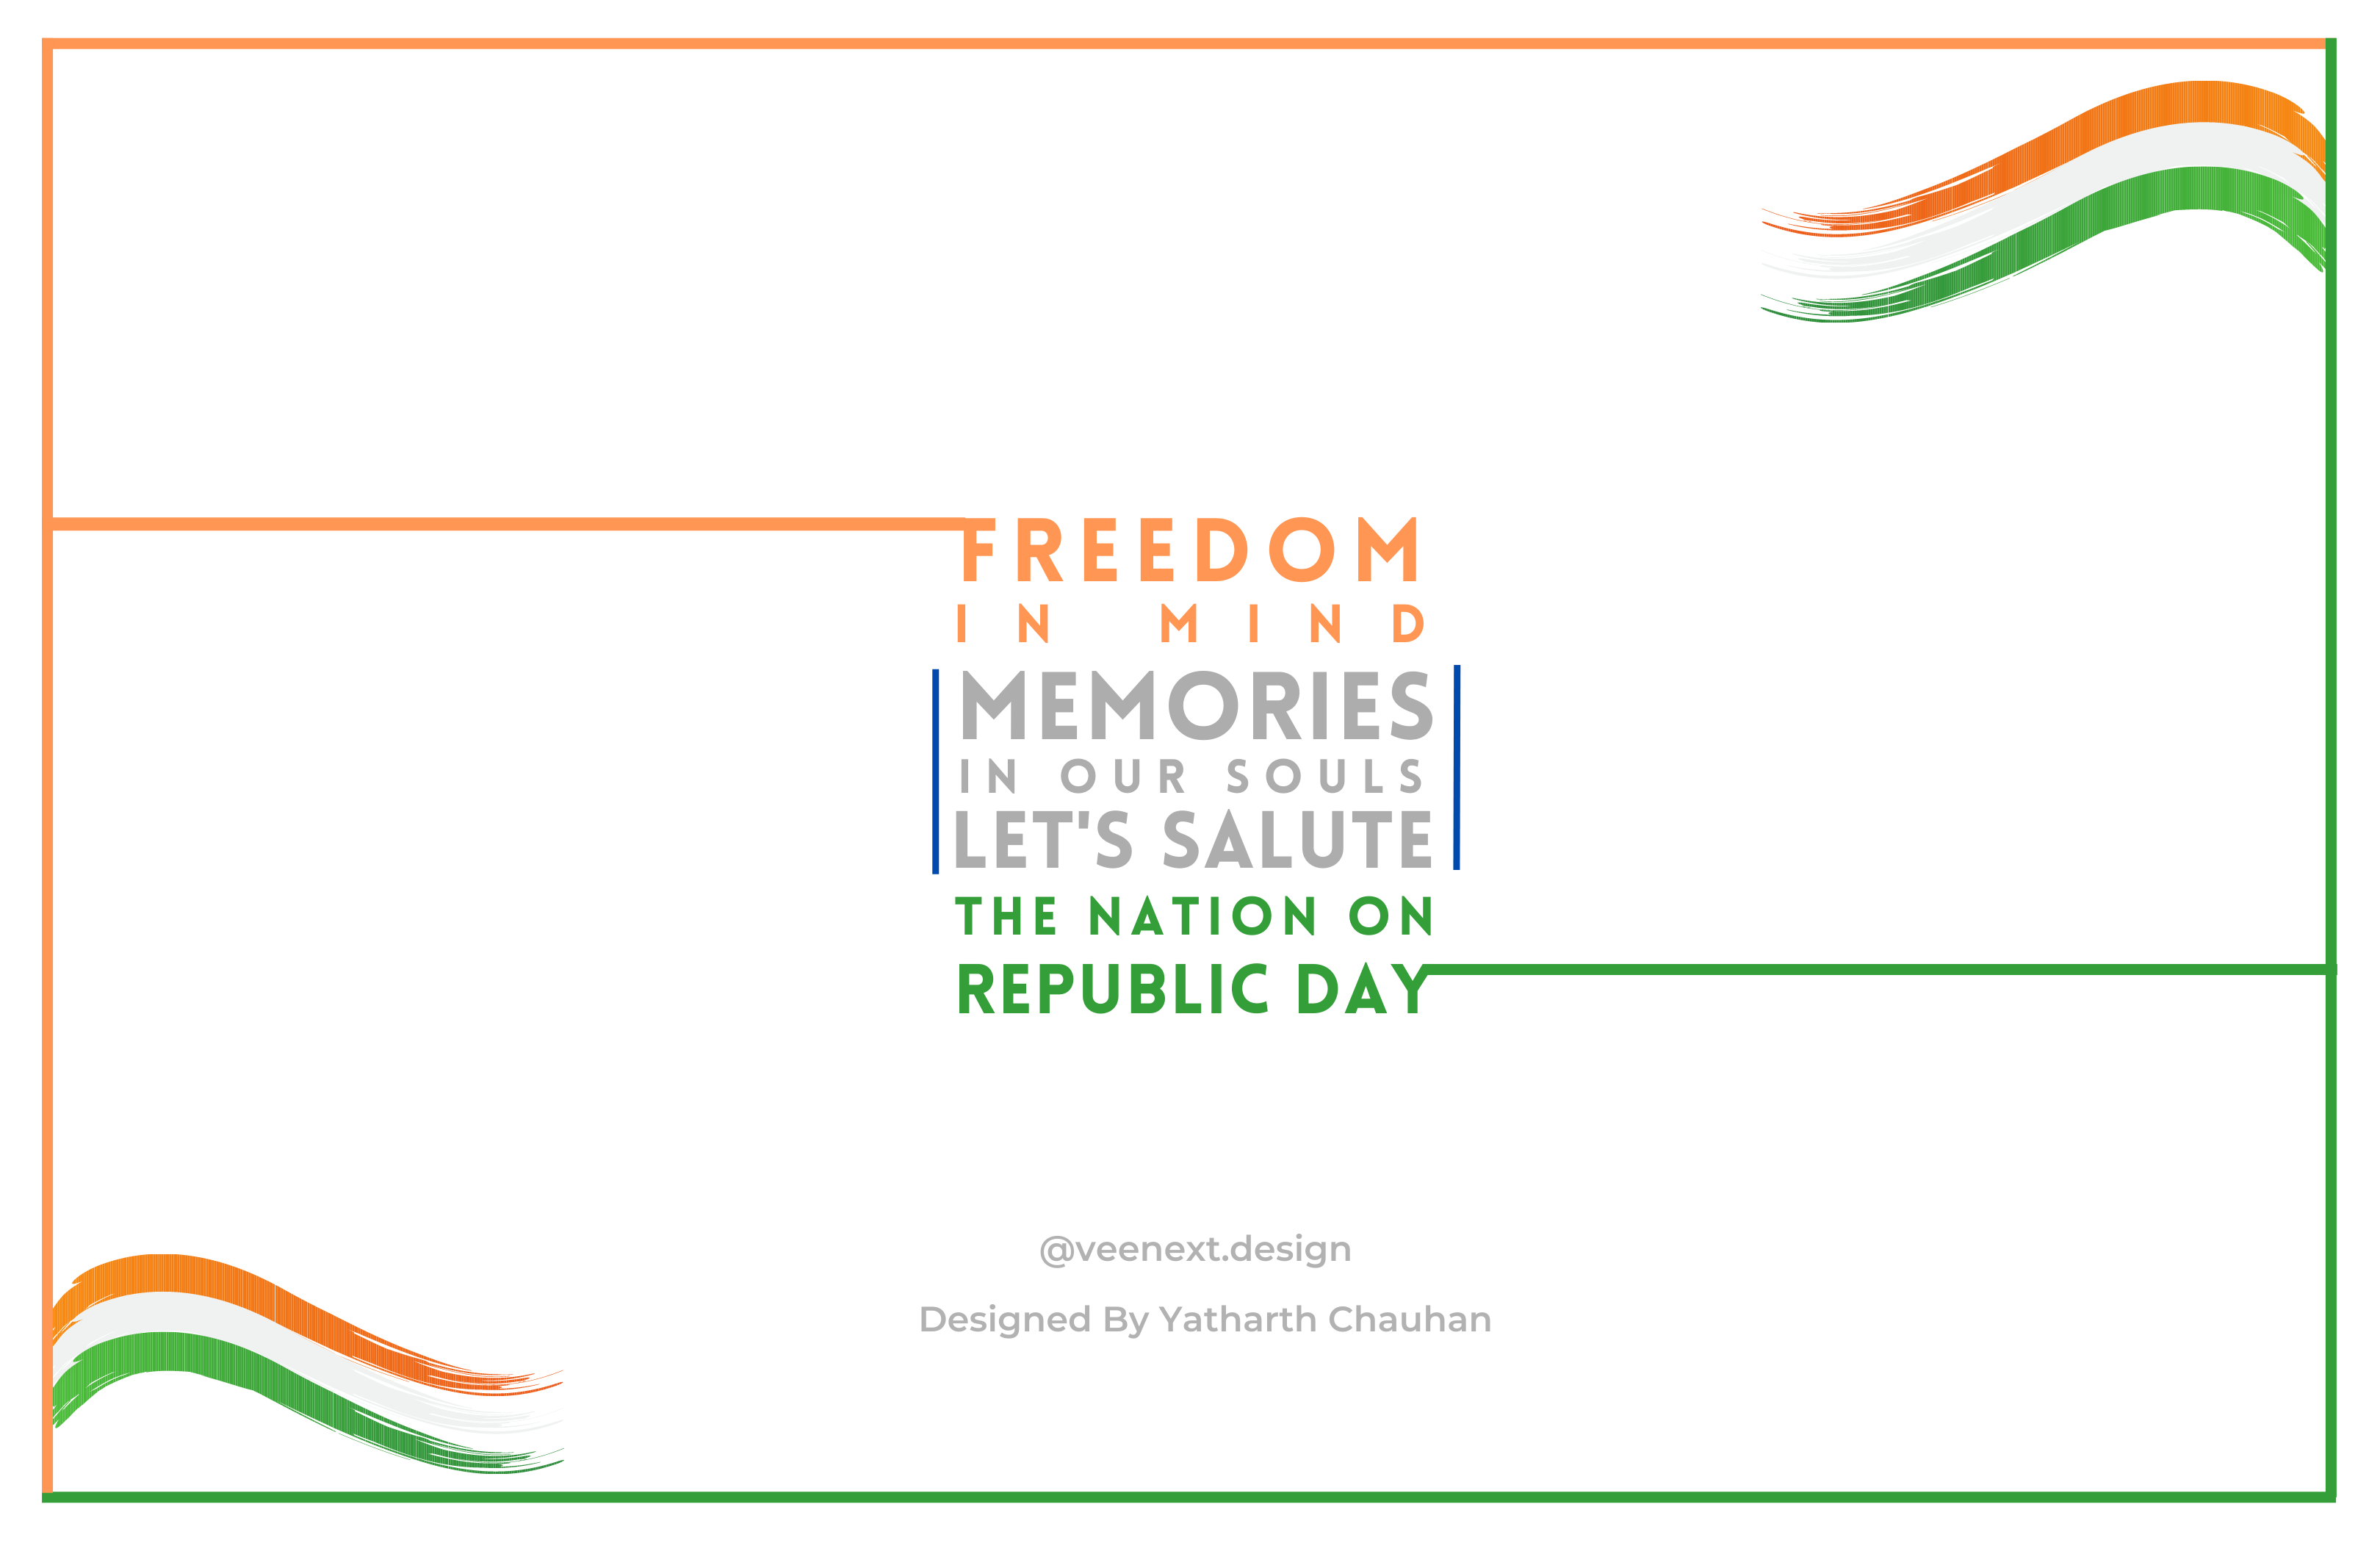 FREEDOM
IN MIND
MEMORIES
IN OUR SOULS
LET'S SALUTE
THE NATION ON
REPUBLIC DAY
@veenext.design
Designed By Yatharth Chauhan